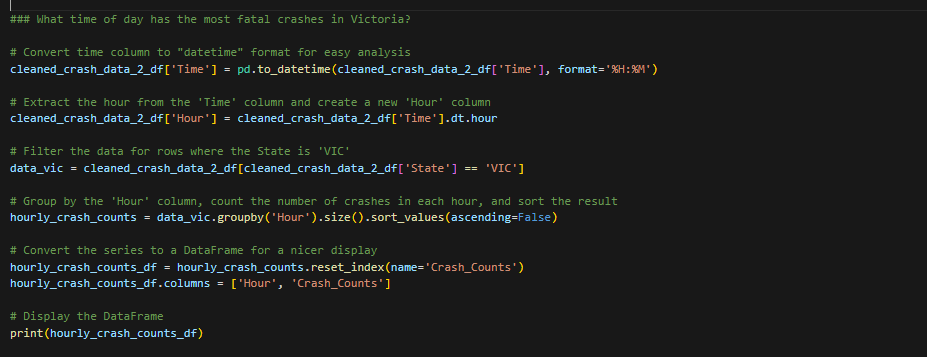 ### What time of day has the most fatal crashes in Victoria?
# Convert time column to "datetime" format for easy analysis
cleaned_crash_data_2_df['Time'] = pd.to_datetime(cleaned_crash_data_2_df['Time'], format='%H:%M')
# Extract the hour from the 'Time' column and create a new 'Hour' column
cleaned_crash_data_2_df['Hour'] = cleaned_crash_data_2_df['Time'].dt.hour
# Filter the data for rows where the State is 'VIC'
data_vic = cleaned_crash_data_2_df[cleaned_crash_data_2_df['State'] == 'VIC']
# Group by the 'Hour' column, count the number of crashes in each hour, and sort the result
hourly_crash_counts = data_vic.groupby('Hour').size().sort_values(ascending=False)
# Convert the series to a DataFrame for a nicer display
hourly_crash_counts_df = hourly_crash_counts.reset_index(name='Crash_Counts')
hourly_crash_counts_df.columns = ['Hour', 'Crash_Counts']
# Display the DataFrame
print(hourly_crash_counts_df)